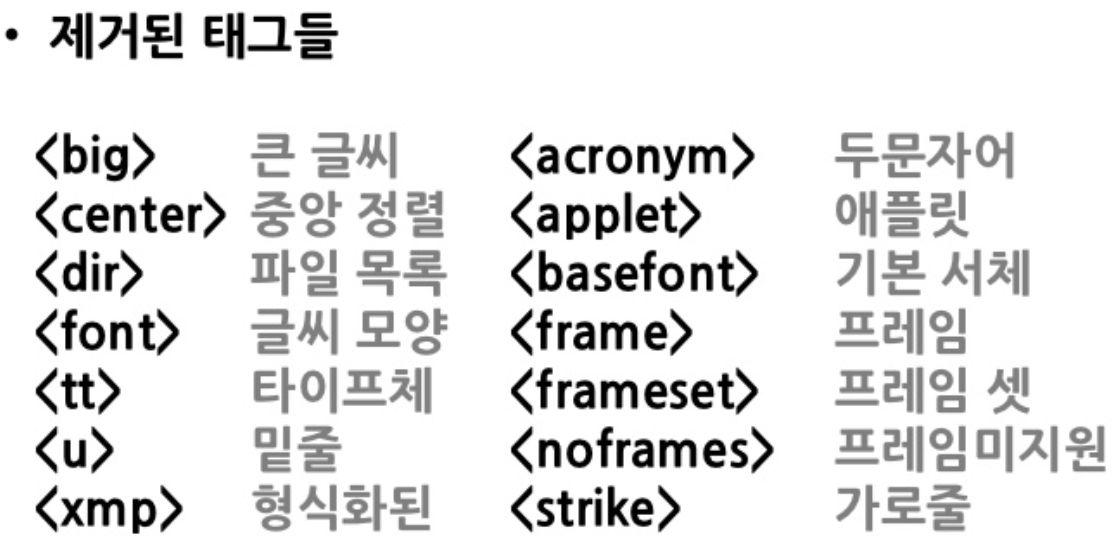 • 제거된 태그들
<big> 큰 글씨 <acronym> 두문자어
<center> 중앙 정렬 <applet> 애플릿
<dir> 파일 목록 <basefont> 기본 서체
<font> 글씨 모양 <frame> 프레임
<tt> 타이프체 <frameset> 프레임 셋
<u> 밑줄 <noframes> 프레임미지원
<xmp> 형식화된 <strike> 가로줄